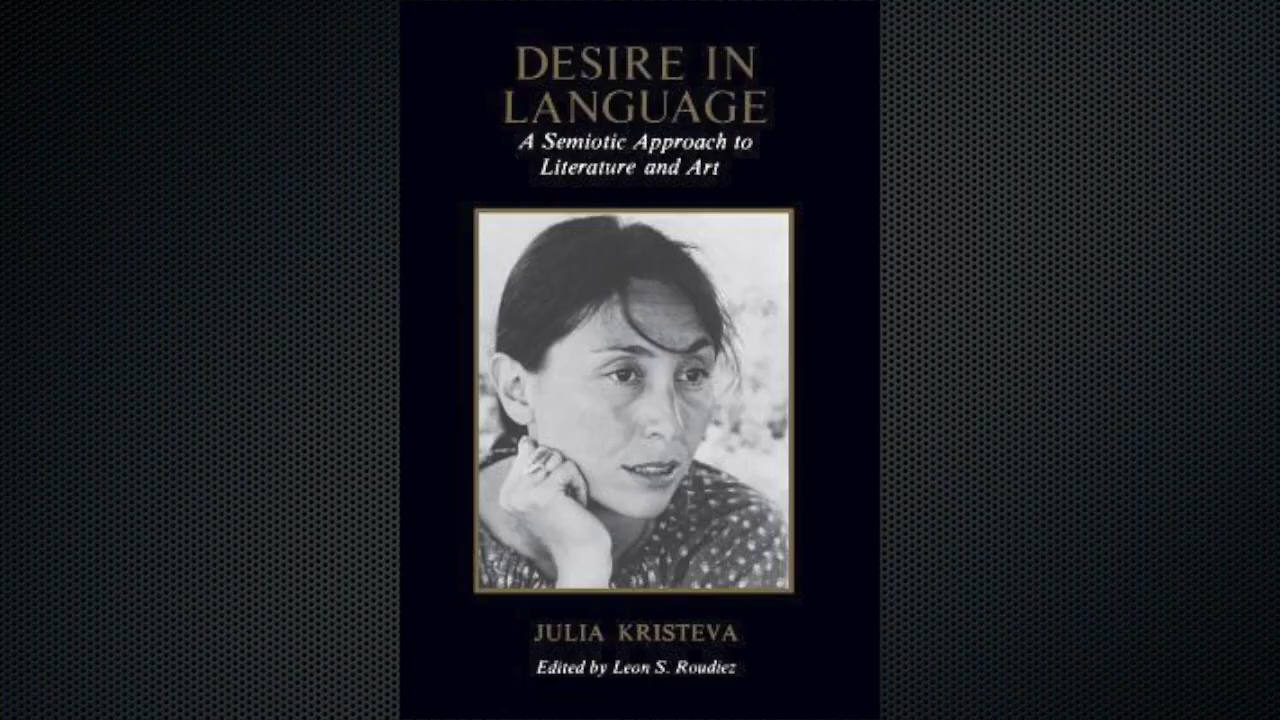 DESIRE IN
LANGUAGE
A Semiotic Approach to
Literature and Art
JULIA KRISTEVA
Edited by Leon S. Roudiez